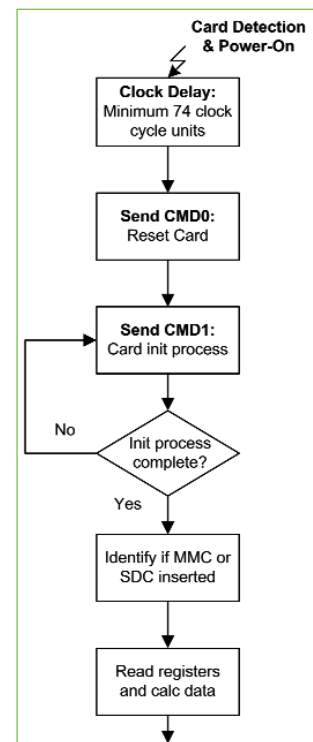 Card Detection
& Power-On
Clock Delay:
Minimum 74 clock
cycle units
Send CMD0:
Reset Card
Send CMD1:
Card init process
No
Init process
complete?
Yes
Identify if MMC or
SDC inserted
Read registers
and calc data